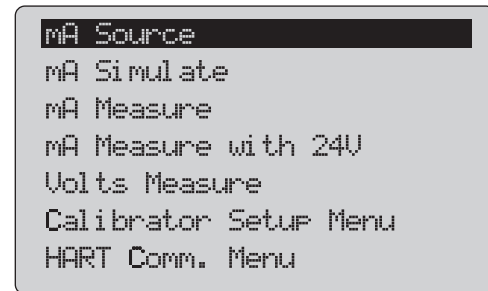 mA Source
mA Simulate
mA Measure
mA Measure with 24V
Volts Measure
Calibrator Setup Menu
HART Comm. Menu